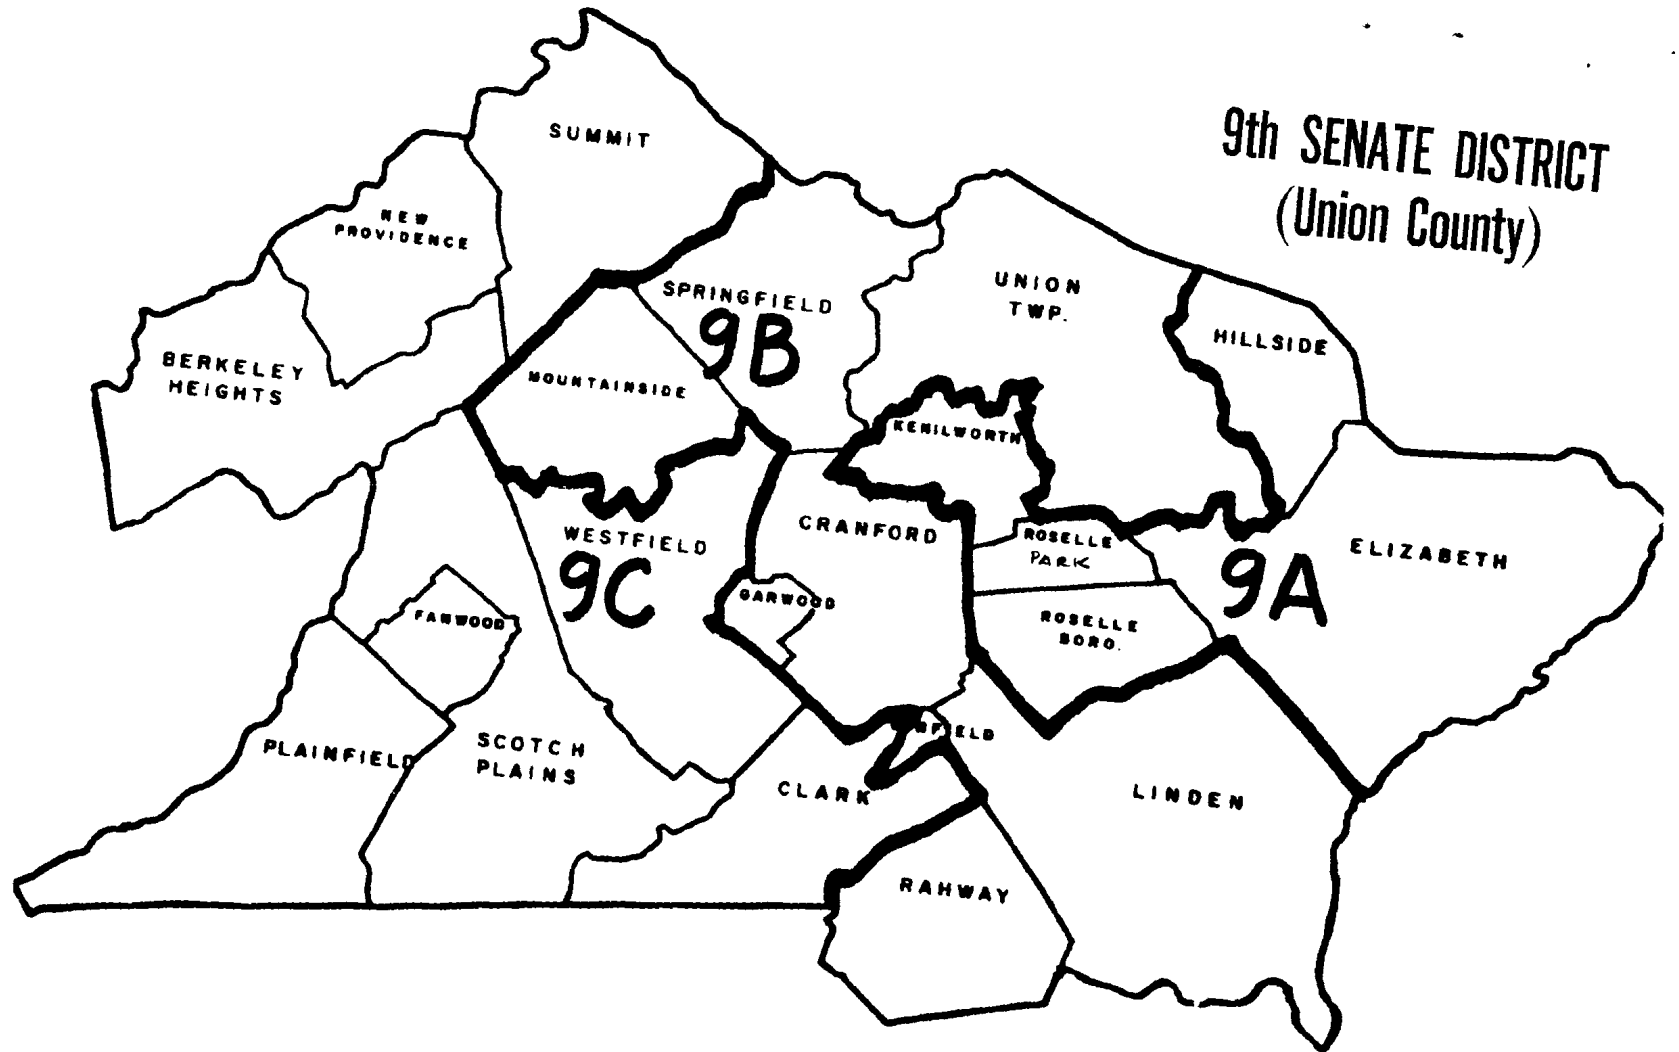 9th SENATE DISTRICT
(Union County)
SUMMIT
NEW
PROVIDENCE
BERKELEY
HEIGHTS
SPRINGFIELD
9B
MOUNTAINSIDE
UNION
TWP.
HILLSIDE
KENILWORTH
CRANFORD
WESTFIELD
9C
GARWOOD
ROSELLE
PARK
ROSELLE
BORO.
9A
ELIZABETH
FANWOOD
PLAINFIELD
SCOTCH
PLAINS
CLARK
LINDEN
RAHWAY